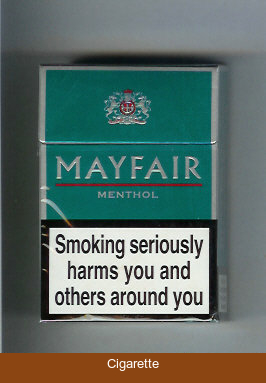 MAYFAIR
MENTHOL
Smoking seriously
harms you and
others around you
Cigarette